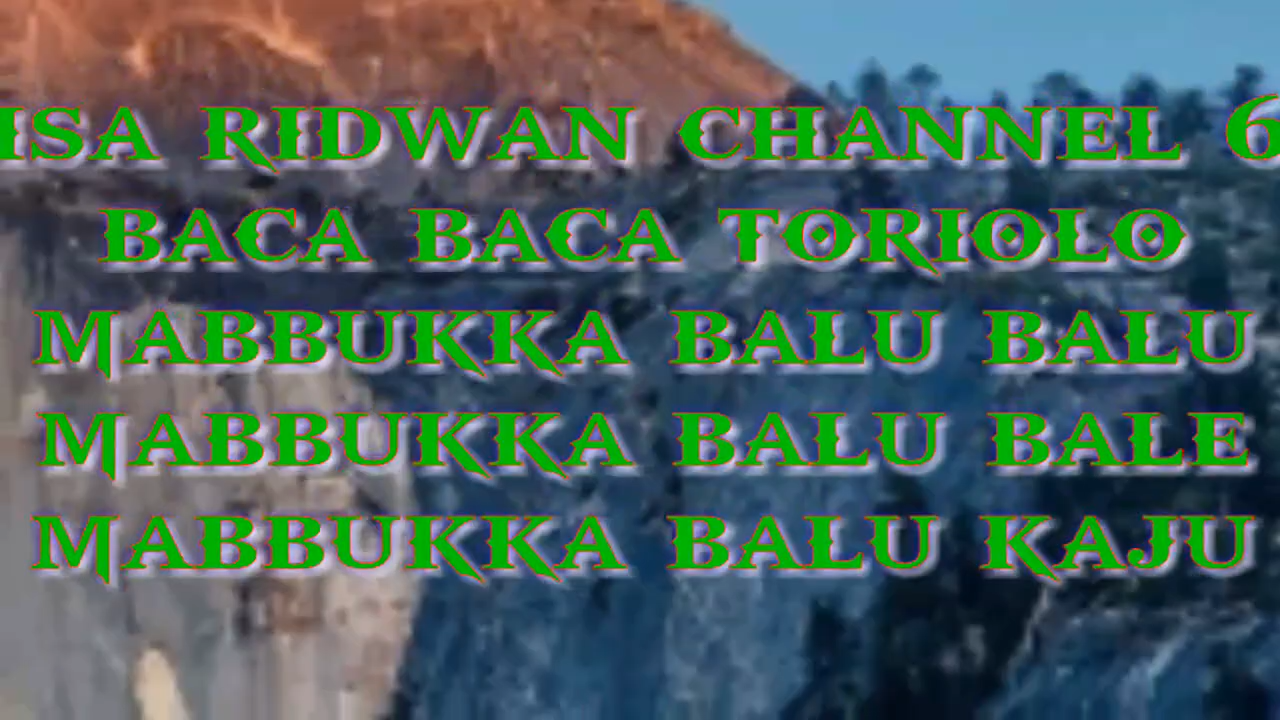 ISA RIDWAN CHANNEL 6
BACA BACA TORIOLO
MABBUKKA BALU BALU
MABBUKKA BALU BALE
MABBUKKA BALU KAJU